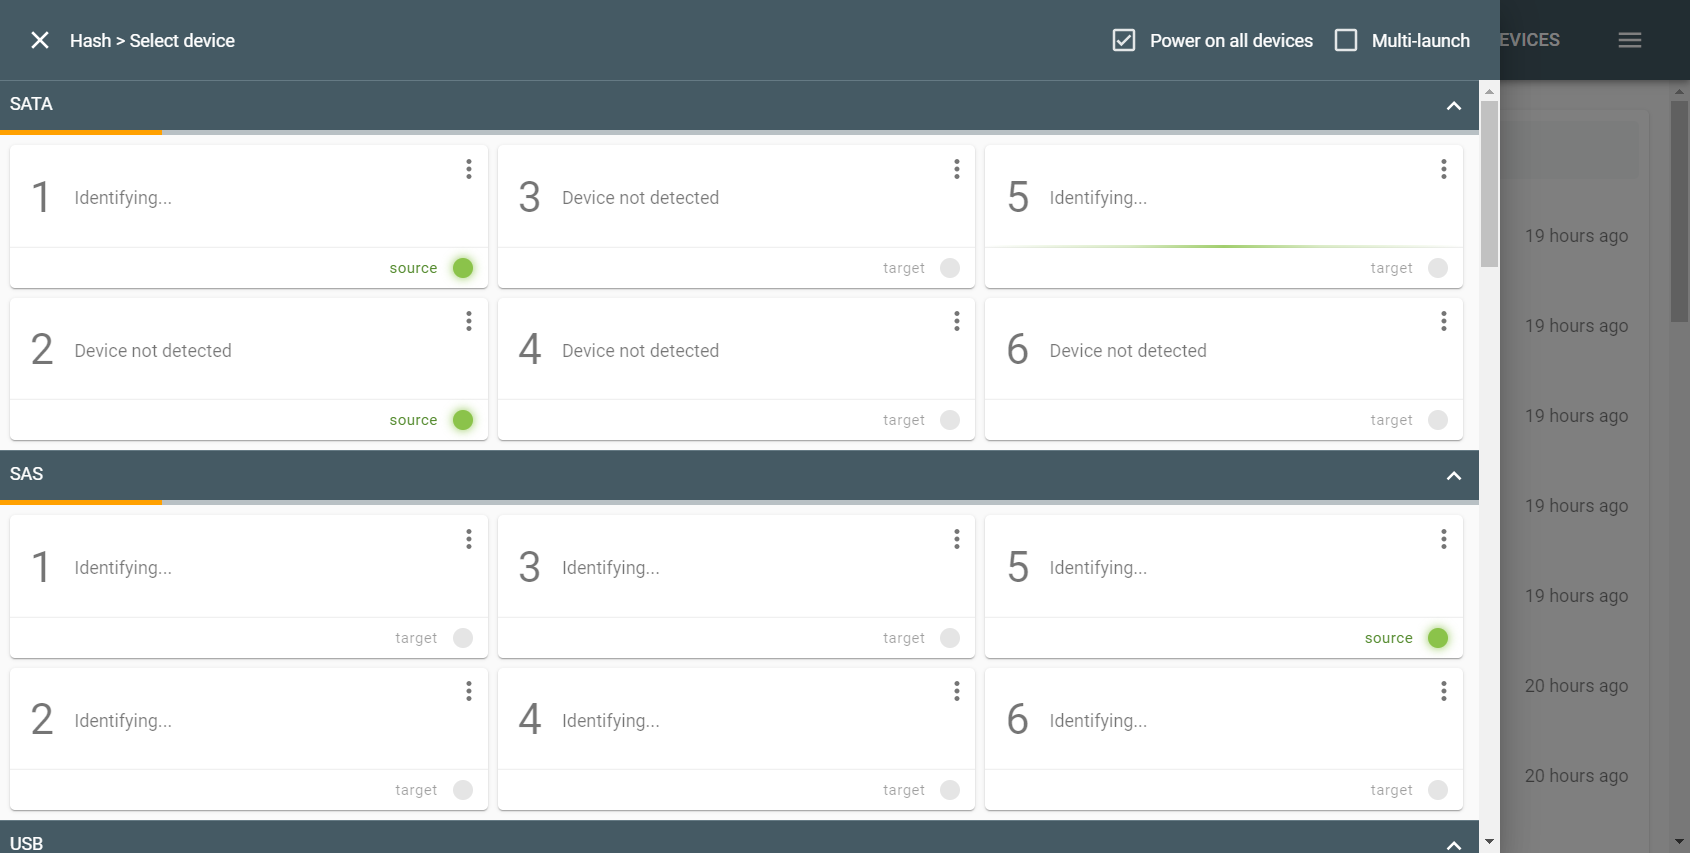 Hash > Select device
Power on all devices
Multi-launch
EVICES
SATA
1 Identifying...
source
3 Device not detected
target
5 Identifying...
target
2 Device not detected
source
4 Device not detected
target
6 Device not detected
target
SAS
1 Identifying...
target
3 Identifying...
target
5 Identifying...
source
2 Identifying...
target
4 Identifying...
target
6 Identifying...
target
USB
19 hours ago
19 hours ago
19 hours ago
19 hours ago
19 hours ago
20 hours ago
20 hours ago